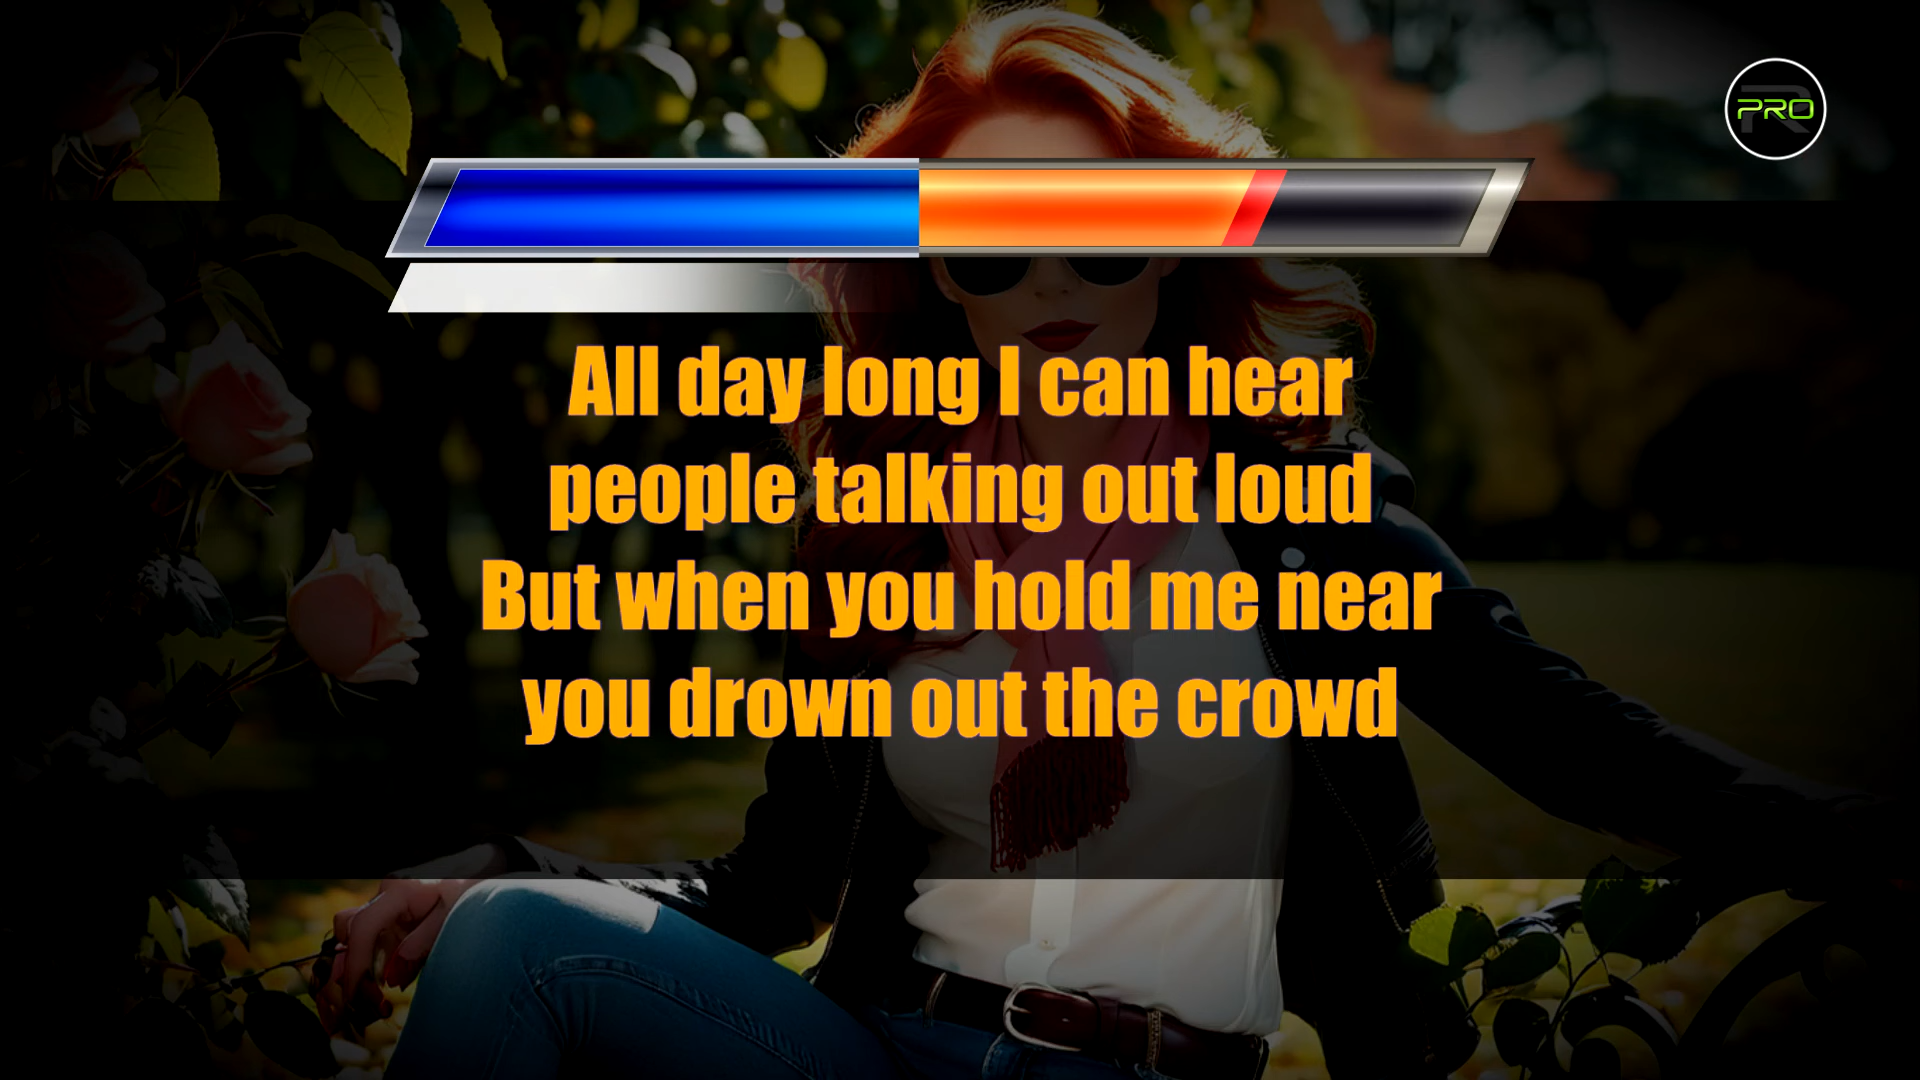 PRO
All day long I can hear
people talking out loud
But when you hold me near
you drown out the crowd